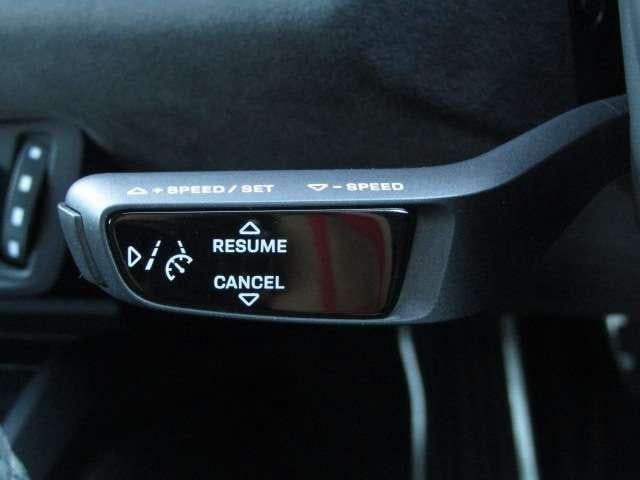 + SPEED / SET - SPEED
RESUME
CANCEL